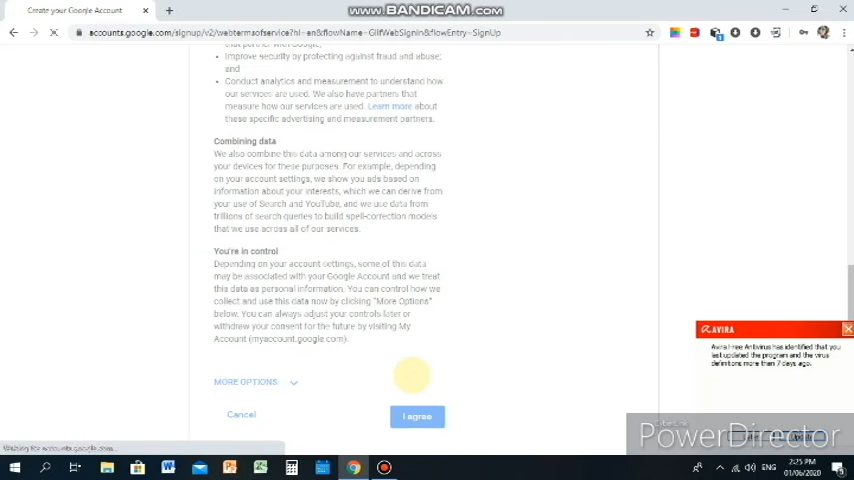 www.BANDICAM.com
Create your Google Account
accounts.google.com/signup/v2/webtermsofservice?hl=en&flowName=GlifWebSignIn&flowEntry=SignUp
that partner with Google;
• Improve security by protecting against fraud and abuse;
and
• Conduct analytics and measurement to understand how
our services are used. We also have partners that
measure how our services are used. Learn more about
these specific advertising and measurement partners.
Combining data
We also combine this data among our services and across
your devices for these purposes. For example, depending
on your account settings, we show you ads based on
information about your interests, which we can derive from
your use of Search and YouTube, and we use data from
trillions of search queries to build spell-correction models
that we use across all of our services.
You're in control
Depending on your account settings, some of this data
may be associated with your Google Account and we treat
this data as personal information. You can control how we
collect and use this data now by clicking "More Options"
below. You can always adjust your controls later or
withdraw your consent for the future by visiting My
Account (myaccount.google.com).
AVIRA
Avira Free Antivirus has identified that you
last updated the program and the virus
definitions more than 7 days ago.
MORE OPTIONS
Cancel
I agree
CyberLink
PowerDirector
Update
Waiting for accounts.google.com...
ENG
2:25 PM
01/06/2020